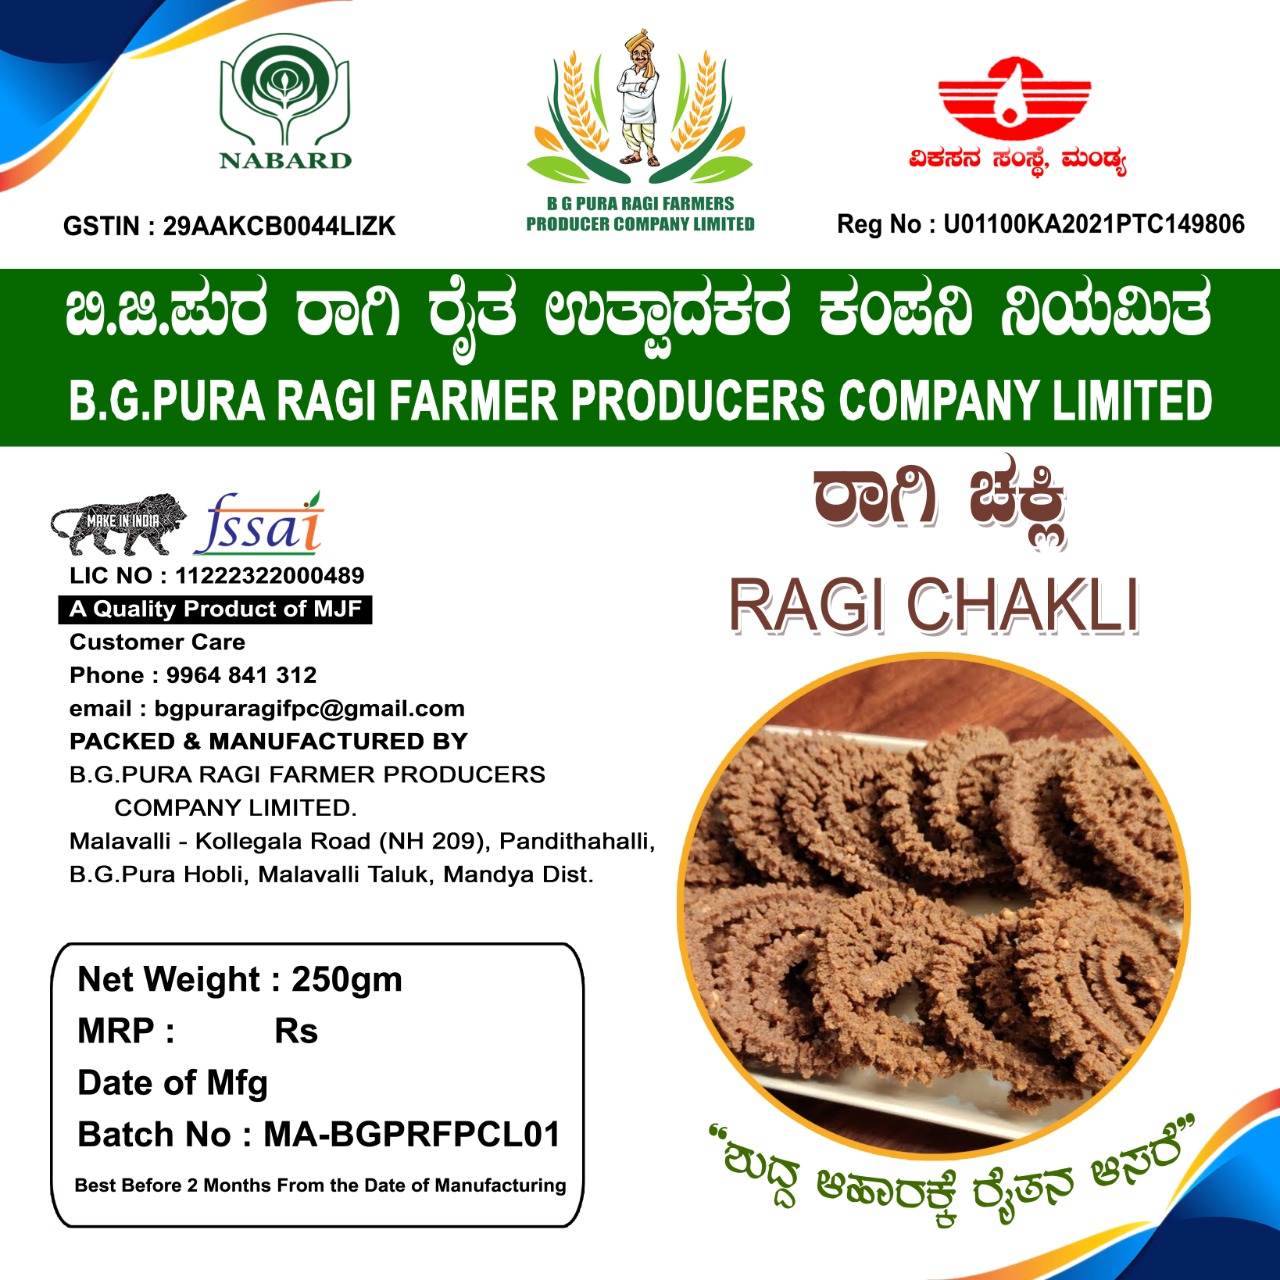 NABARD
B G PURA RAGI FARMERS
PRODUCER COMPANY LIMITED
ವಿಕಸನ ಸಂಸ್ಥೆ, ಮಂಡ್ಯ
GSTIN : 29AAKCB0044LIZK
Reg No : U01100KA2021PTC149806
ಬಿ.ಜಿ.ಪುರ ರಾಗಿ ರೈತ ಉತ್ಪಾದಕರ ಕಂಪನಿ ನಿಯಮಿತ
B.G.PURA RAGI FARMER PRODUCERS COMPANY LIMITED
ರಾಗಿ ಚಕ್ಲಿ
RAGI CHAKLI
MAKE IN INDIA
fssai
LIC NO : 11222322000489
A Quality Product of MJF
Customer Care
Phone : 9964 841 312
email : bgpuraragifpc@gmail.com
PACKED & MANUFACTURED BY
B.G.PURA RAGI FARMER PRODUCERS
COMPANY LIMITED.
Malavalli - Kollegala Road (NH 209), Pandithahalli,
B.G.Pura Hobli, Malavalli Taluk, Mandya Dist.
Net Weight : 250gm
MRP : Rs
Date of Mfg
Batch No : MA-BGPRFPCL01
Best Before 2 Months From the Date of Manufacturing
“ಶುದ್ದ ಆಹಾರಕ್ಕೆ ರೈತನ ಆಸರೆ”